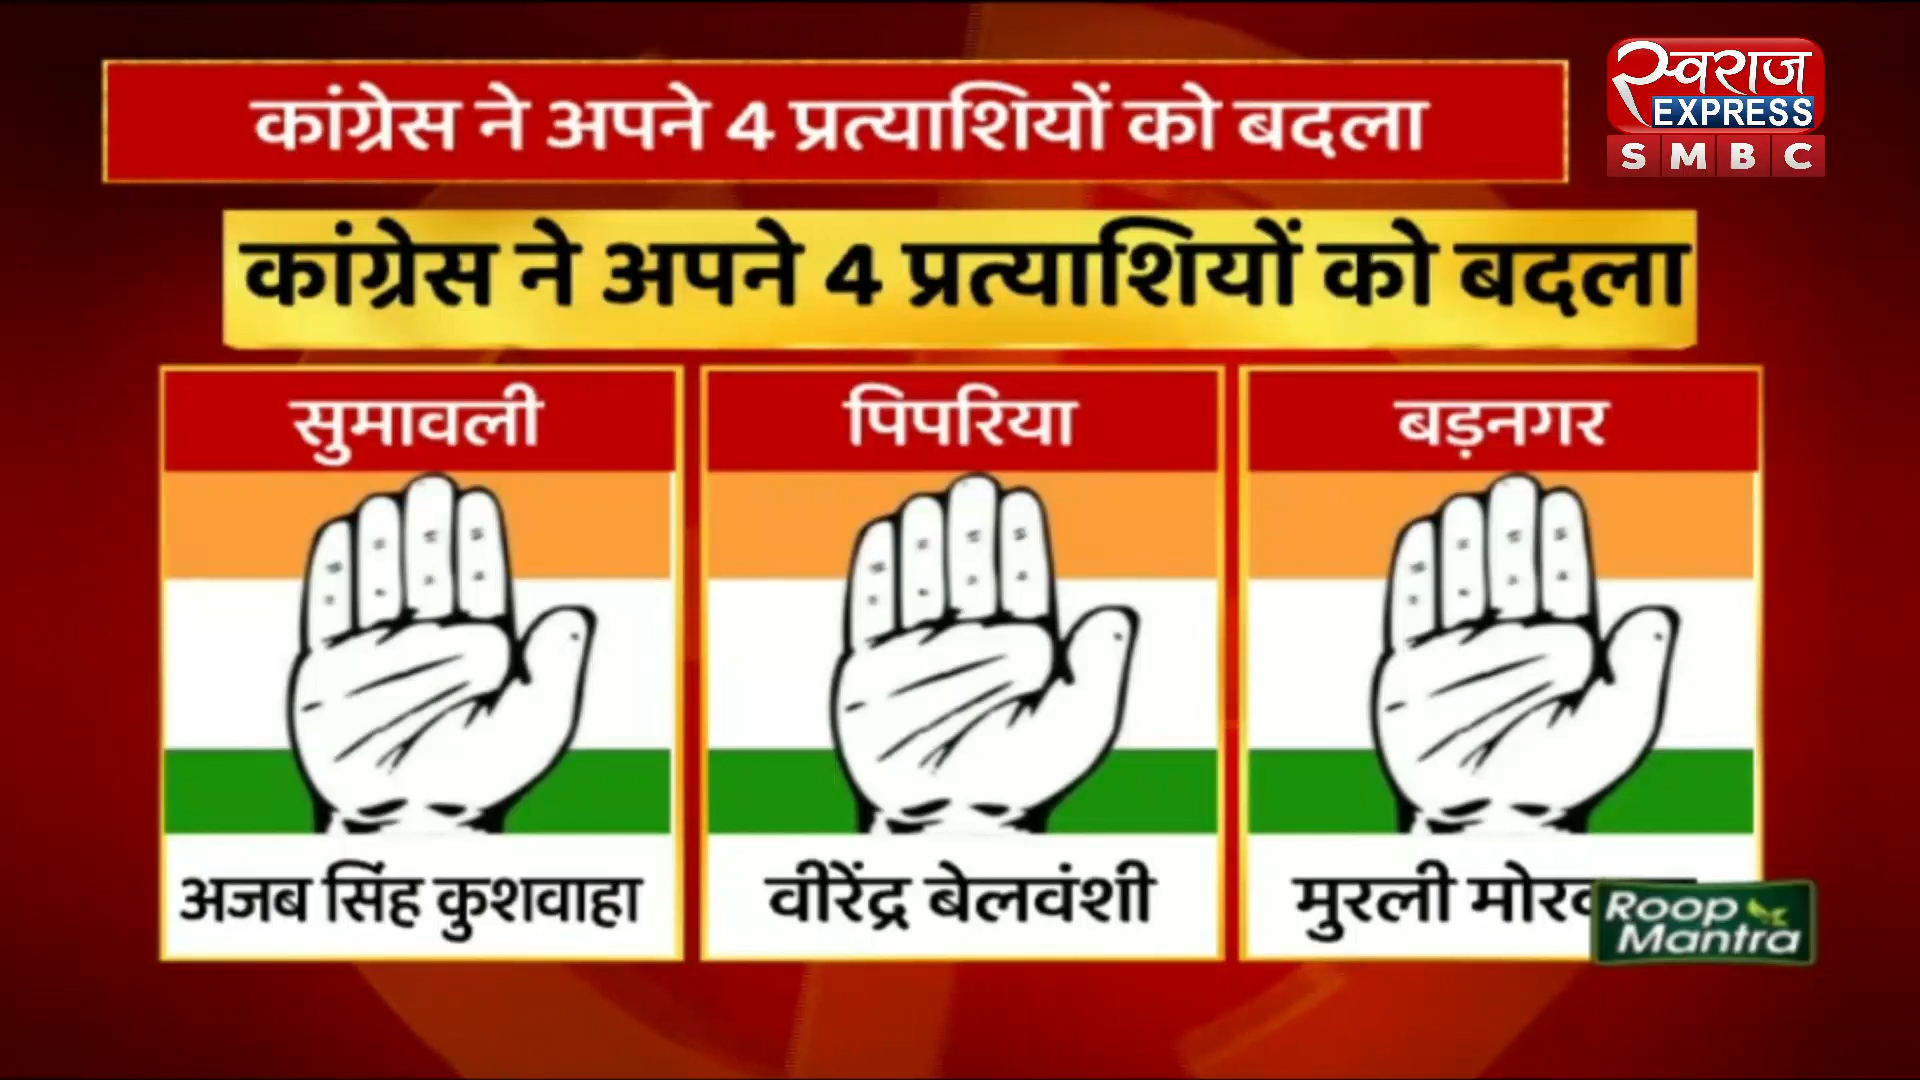 कांग्रेस ने अपने 4 प्रत्याशियों को बदला
स्वराज
EXPRESS
SMBC
कांग्रेस ने अपने 4 प्रत्याशियों को बदला
सुमावली
पिपरिया
बड़नगर
अजब सिंह कुशवाहा
वीरेंद्र बेलवंशी
मुरली
Roop
Mantra